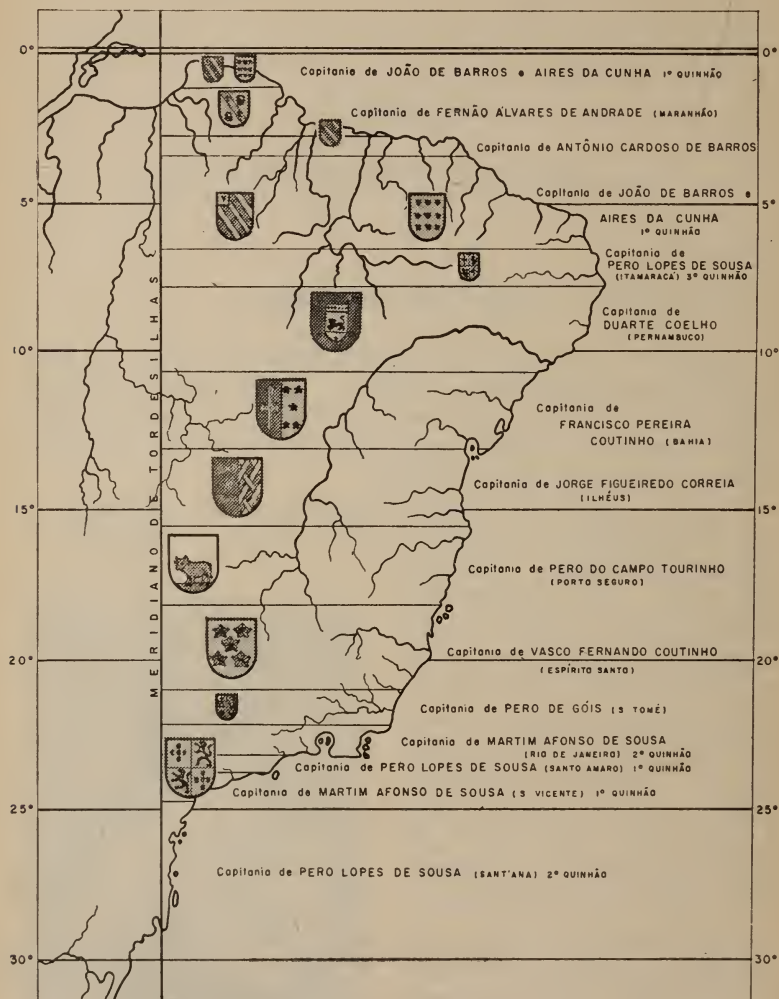 0°
0°
Capitania de JOÃO DE BARROS e AIRES DA CUNHA 1º QUINHÃO
Capitania de FERNÃO ÁLVARES DE ANDRADE (MARANHÃO)
Capitania de ANTÔNIO CARDOSO DE BARROS
Capitania de JOÃO DE BARROS e
5°
5°
AIRES DA CUNHA
1º QUINHÃO
Capitania de
PERO LOPES DE SOUSA
(ITAMARACÁ) 3º QUINHÃO
Capitania de
DUARTE COELHO
(PERNAMBUCO)
10°
10°
Capitania de
FRANCISCO PEREIRA
COUTINHO (BAHIA)
Capitania de JORGE FIGUEIREDO CORREIA
(ILHÉUS)
15°
15°
Capitania de PERO DO CAMPO TOURINHO
(PORTO SEGURO)
MERIDIANO DE TORDESILHAS
Capitania de VASCO FERNANDO COUTINHO
20°
20°
(ESPÍRITO SANTO)
Capitania de PERO DE GÓIS (S TOMÉ)
Capitania de MARTIM AFONSO DE SOUSA
(RIO DE JANEIRO) 2º QUINHÃO
Capitania de PERO LOPES DE SOUSA (SANTO AMARO) 1º QUINHÃO
Capitania de MARTIM AFONSO DE SOUSA (S VICENTE) 1º QUINHÃO
25°
25°
Capitania de PERO LOPES DE SOUSA (SANT'ANA) 2º QUINHÃO
30°
30°